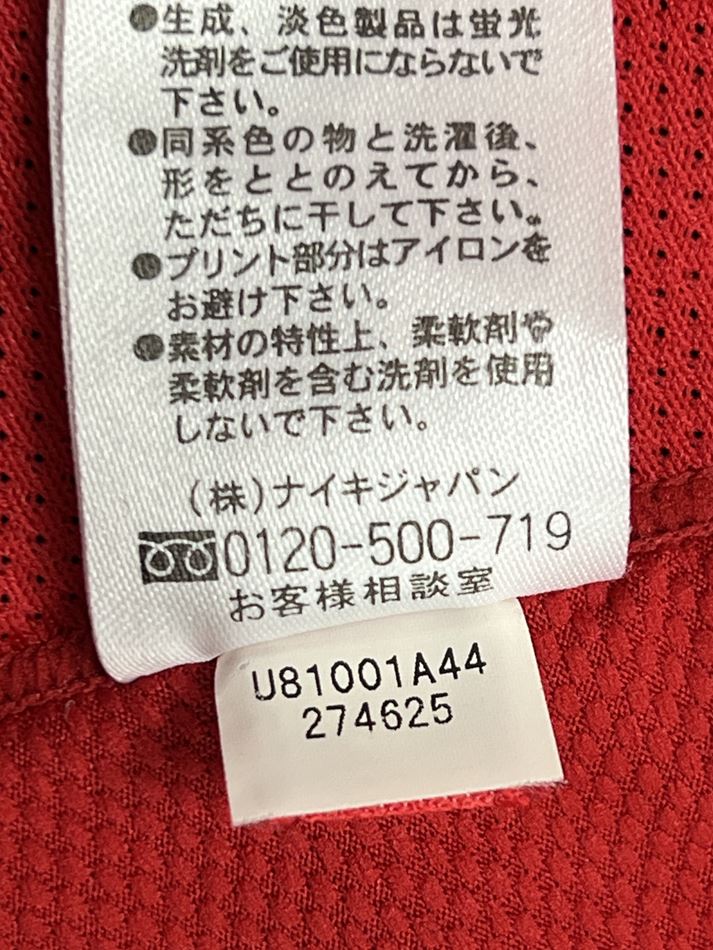 ●生成、淡色製品は蛍光
洗剤をご使用にならないで
下さい。
●同系色の物と洗濯後、
形をととのえてから、
ただちに干して下さい。
●プリント部分はアイロンを
お避け下さい。
●素材の特性上、柔軟剤や
柔軟剤を含む洗剤を使用
しないで下さい。
(株)ナイキジャパン
0120-500-719
お客様相談室
U81001A44
274625